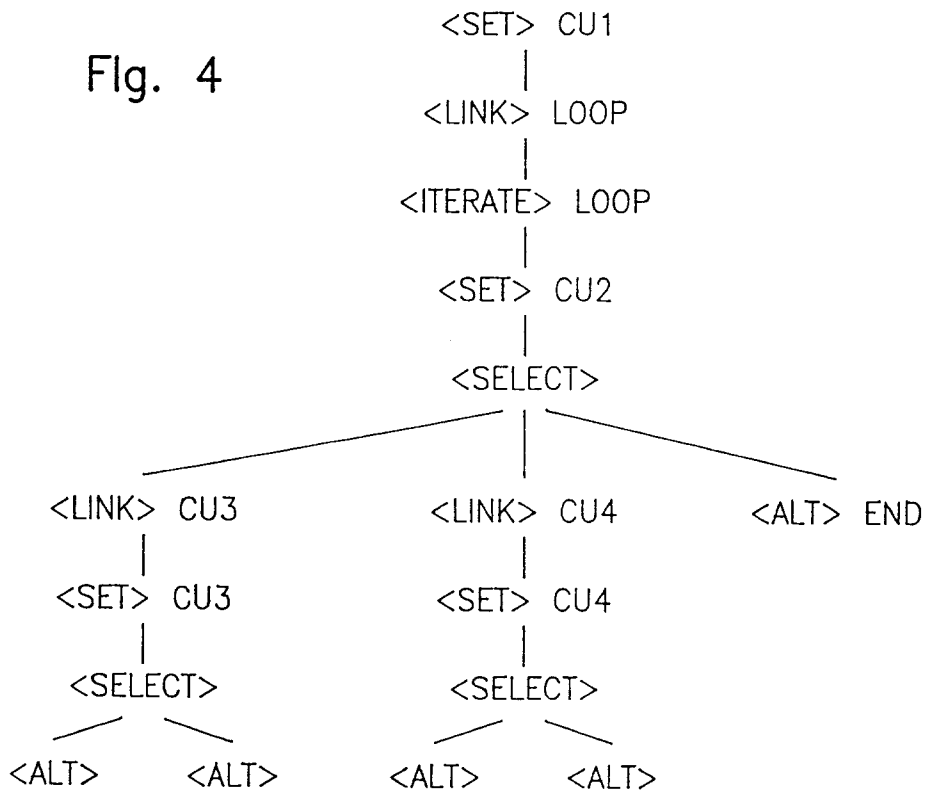 <SET> CU1
FIg. 4
<LINK> LOOP
<ITERATE> LOOP
<SET> CU2
<SELECT>
<LINK> CU3 <LINK> CU4 <ALT> END
<SET> CU3 <SET> CU4
<SELECT> <SELECT>
<ALT> <ALT> <ALT> <ALT>